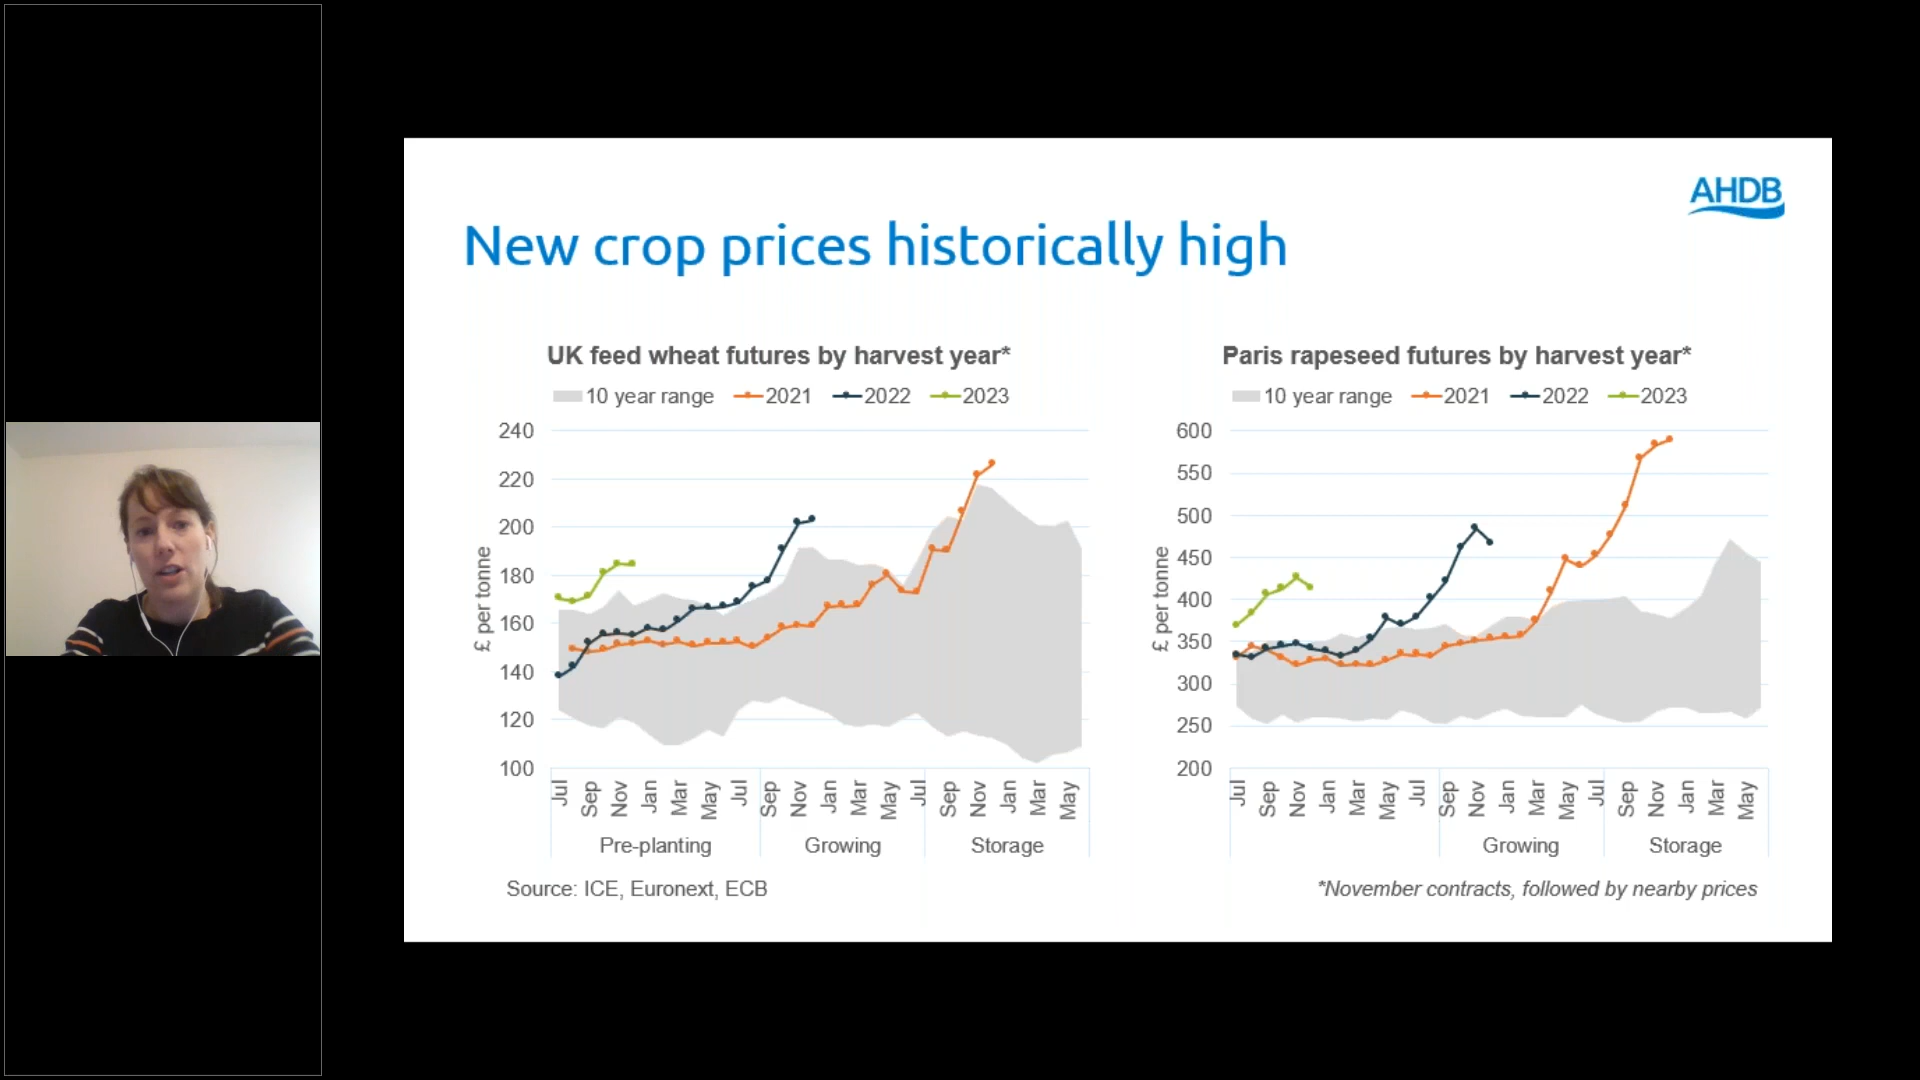 AHDB
New crop prices historically high
UK feed wheat futures by harvest year*
10 year range 2021 2022 2023
240
220
200
180
160
140
120
100
£ per tonne
Jul Sep Nov Jan Mar May Jul Sep Nov Jan Mar May Jul Sep Nov Jan Mar May
Pre-planting Growing Storage
Source: ICE, Euronext, ECB
Paris rapeseed futures by harvest year*
10 year range 2021 2022 2023
600
550
500
450
400
350
300
250
200
£ per tonne
Jul Sep Nov Jan Mar May Jul Sep Nov Jan Mar May Jul Sep Nov Jan Mar May
Growing Storage
*November contracts, followed by nearby prices